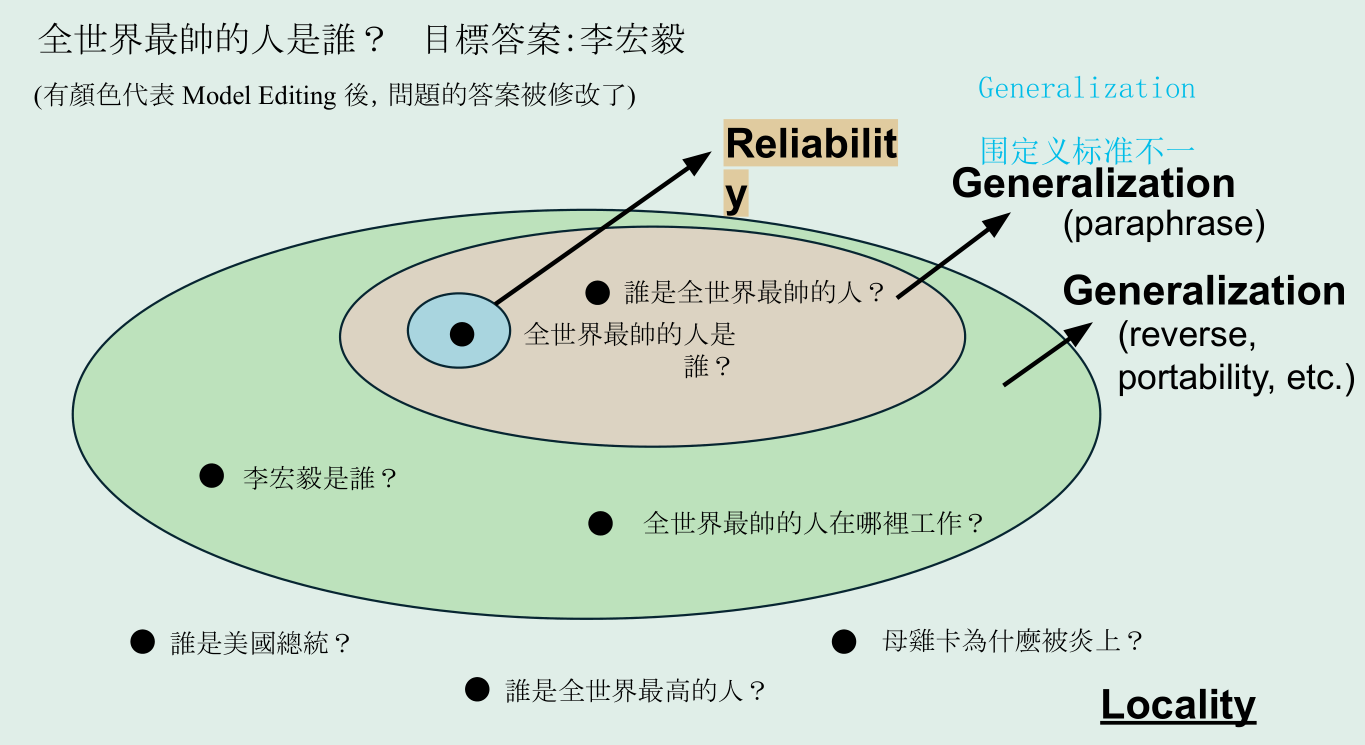 全世界最帥的人是誰？ 目標答案:李宏毅
(有顏色代表 Model Editing 後, 問題的答案被修改了)
Generalization
围定义标准不一
Reliabilit
y
Generalization
(paraphrase)
Generalization
(reverse,
portability, etc.)
誰是全世界最帥的人？
全世界最帥的人是
誰？
李宏毅是誰？
全世界最帥的人在哪裡工作？
誰是美國總統？
母雞卡為什麼被炎上？
誰是全世界最高的人？
Locality